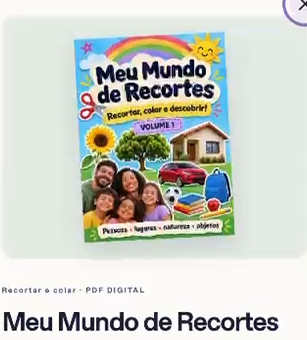 Meu Mundo
de Recortes
Recortar, colar e descobrir!
VOLUME 1
Pessoas • lugares • natureza • objetos
Recortar e colar · PDF DIGITAL
Meu Mundo de Recortes